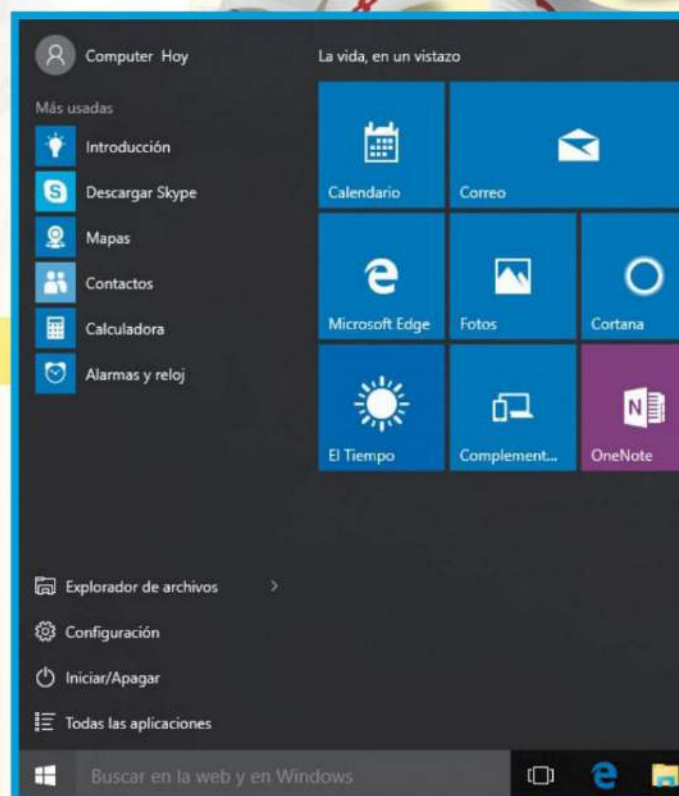 Computer Hoy
Más usadas
Introducción
Descargar Skype
Mapas
Contactos
Calculadora
Alarmas y reloj
Explorador de archivos
Configuración
Iniciar/Apagar
Todas las aplicaciones
La vida, en un vistazo
Calendario
Correo
Microsoft Edge
Fotos
Cortana
El Tiempo
Complement...
OneNote
Buscar en la web y en Windows